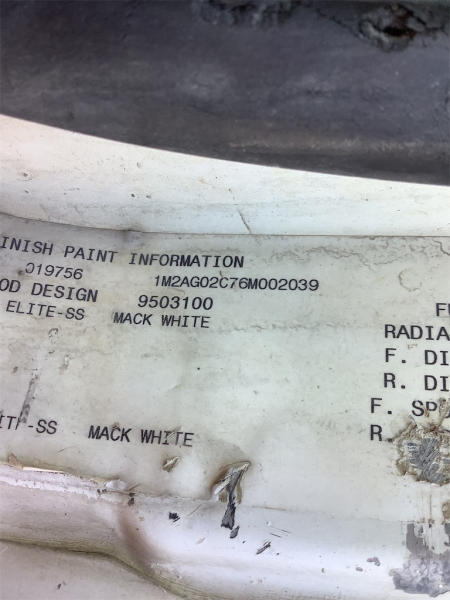 INISH PAINT INFORMATION
019756 1M2AG02C76M002039
OD DESIGN 9503100
ELITE-SS MACK WHITE
RADIA
F. DI
R. DI
F. SP
ITE-SS MACK WHITE
R.